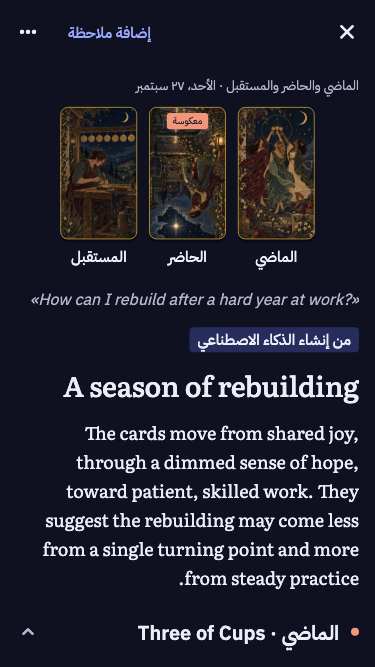 إضافة ملاحظة
الماضي والحاضر والمستقبل · الأحد، ٢٧ سبتمبر
معكوسة
الماضي
الحاضر
المستقبل
«How can I rebuild after a hard year at work?»
من إنشاء الذكاء الاصطناعي
A season of rebuilding
The cards move from shared joy,
through a dimmed sense of hope,
toward patient, skilled work. They
suggest the rebuilding may come less
from a single turning point and more
from steady practice.
الماضي · Three of Cups